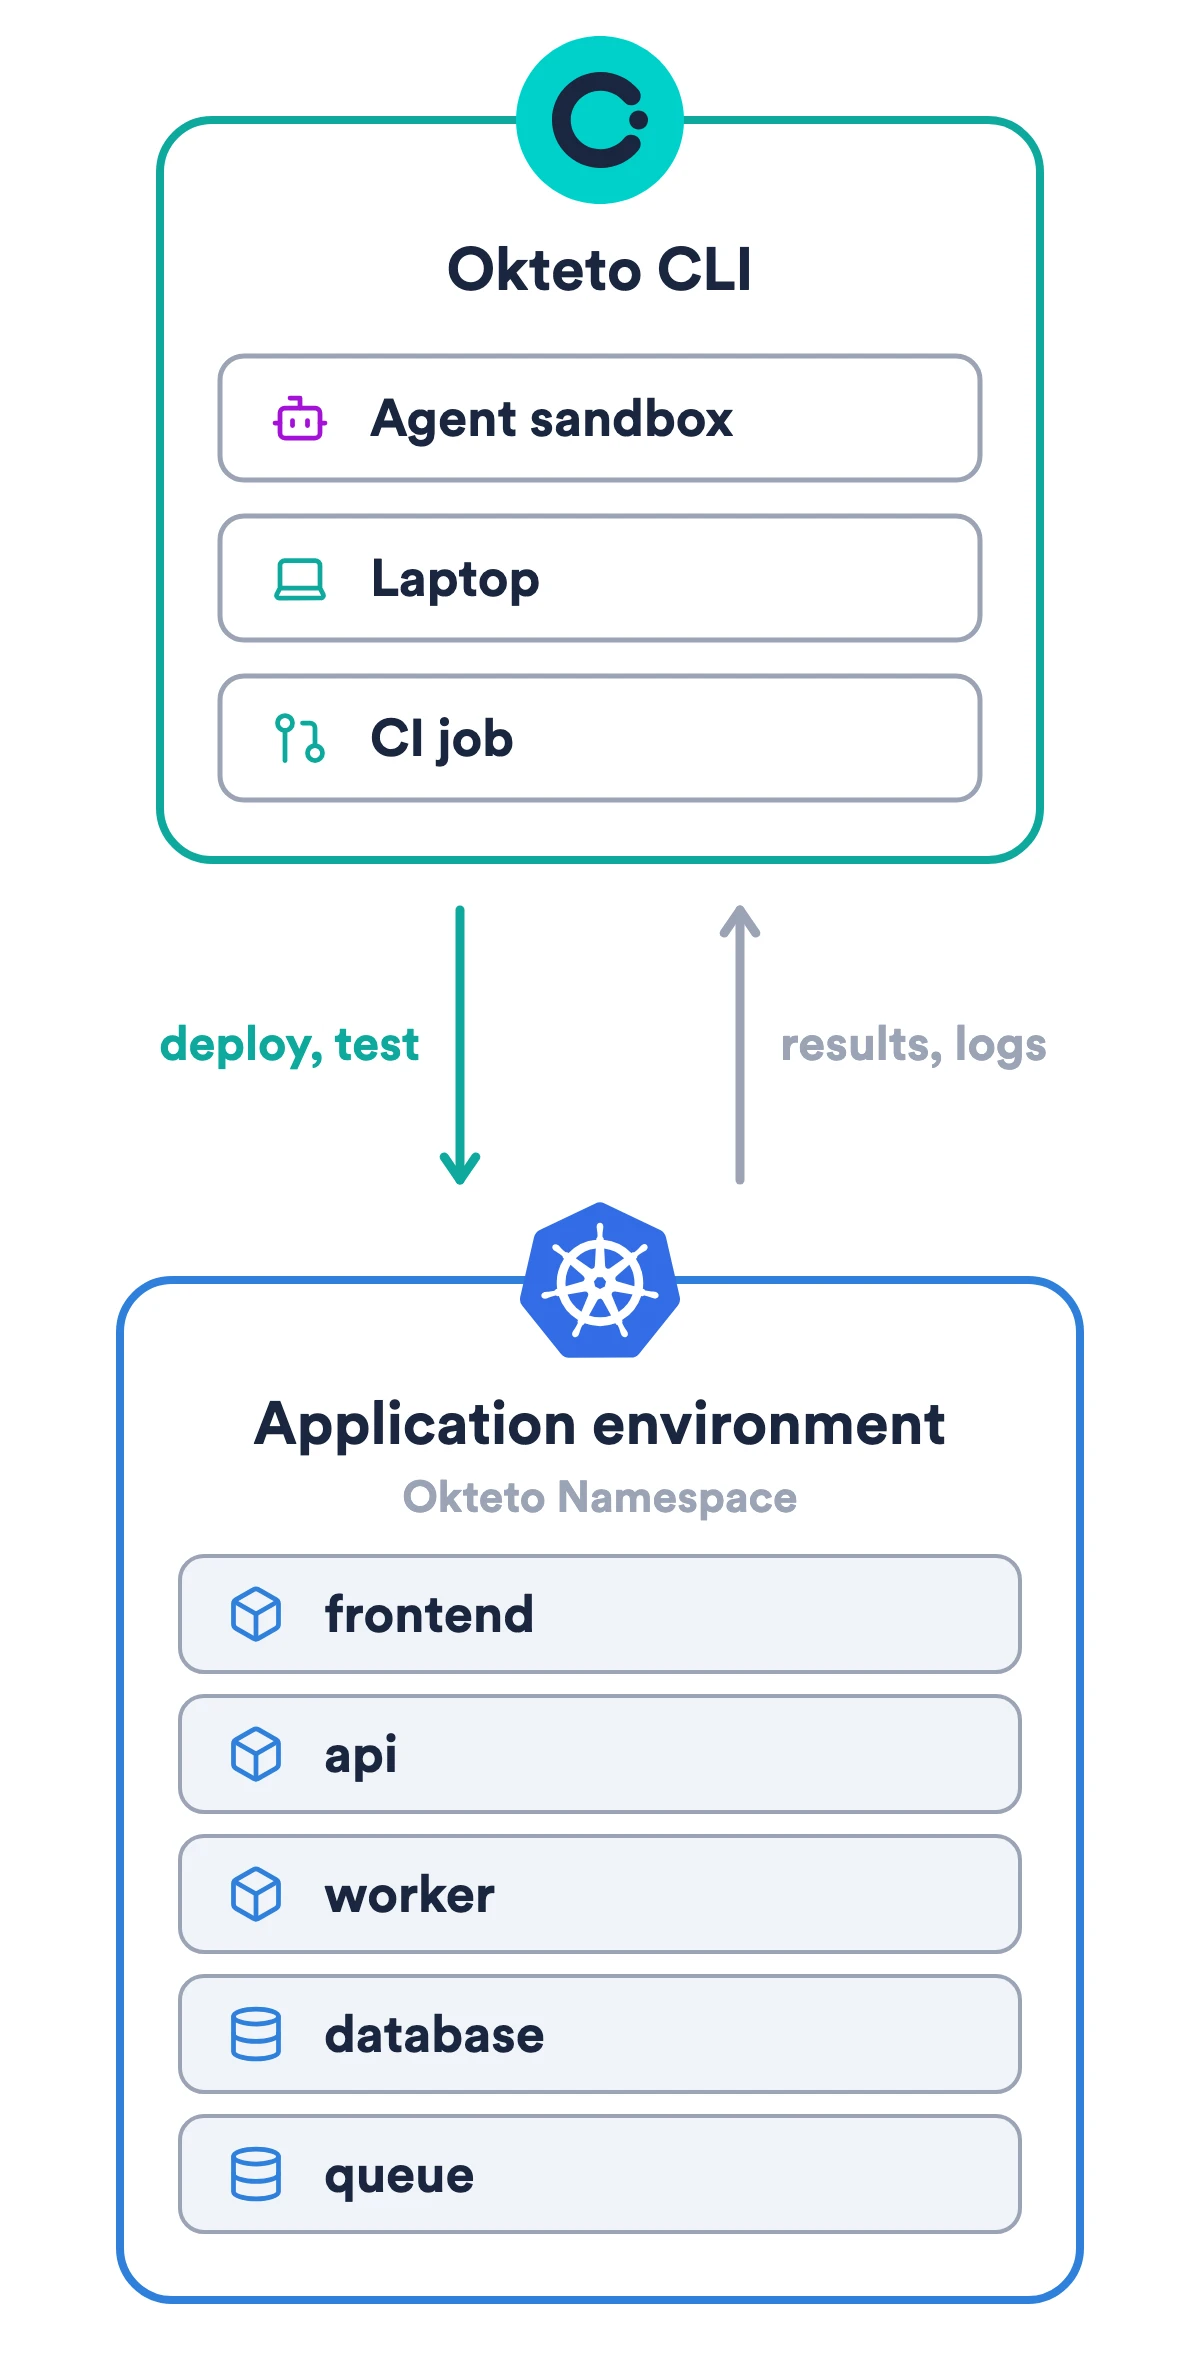 Okteto CLI
Agent sandbox
Laptop
CI job
deploy, test
results, logs
Application environment
Okteto Namespace
frontend
api
worker
database
queue